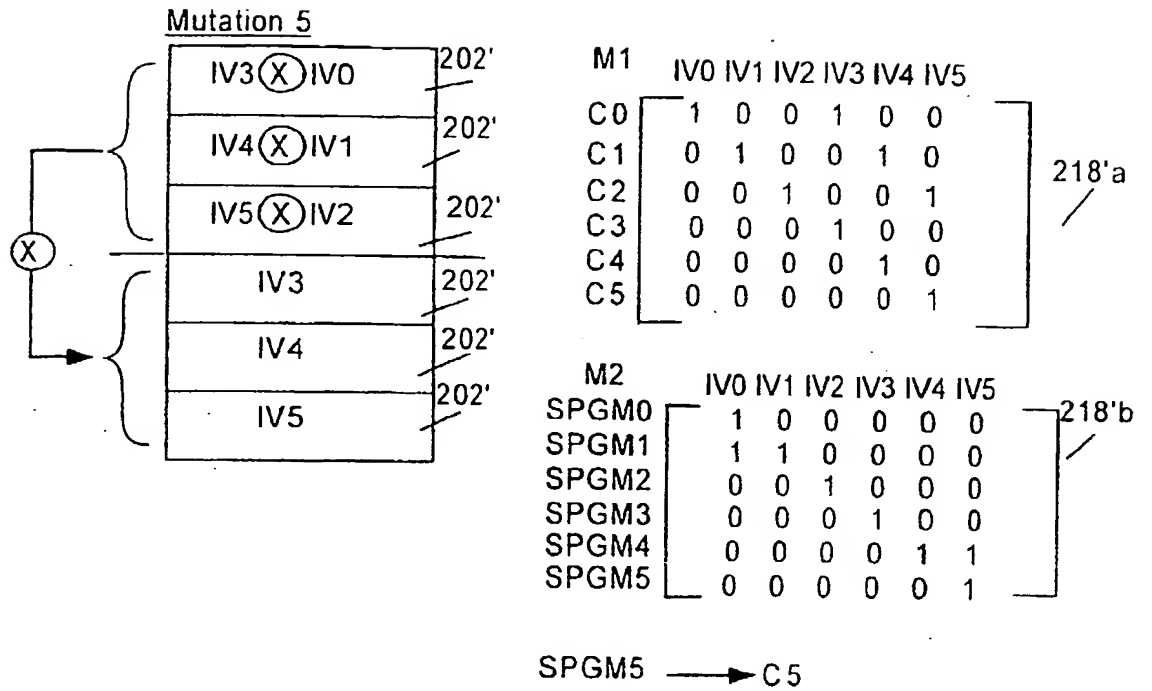 Mutation 5
IV3 Ⓧ IV0 202'
IV4 Ⓧ IV1 202'
IV5 Ⓧ IV2 202'
Ⓧ
IV3 202'
IV4 202'
IV5 202'
M1
IV0 IV1 IV2 IV3 IV4 IV5
C0 1 0 0 1 0 0
C1 0 1 0 0 1 0
C2 0 0 1 0 0 1
C3 0 0 0 1 0 0
C4 0 0 0 0 1 0
C5 0 0 0 0 0 1
218'a
M2
IV0 IV1 IV2 IV3 IV4 IV5
SPGM0 1 0 0 0 0 0
SPGM1 1 1 0 0 0 0
SPGM2 0 0 1 0 0 0
SPGM3 0 0 0 1 0 0
SPGM4 0 0 0 0 1 1
SPGM5 0 0 0 0 0 1
218'b
SPGM5 → C5